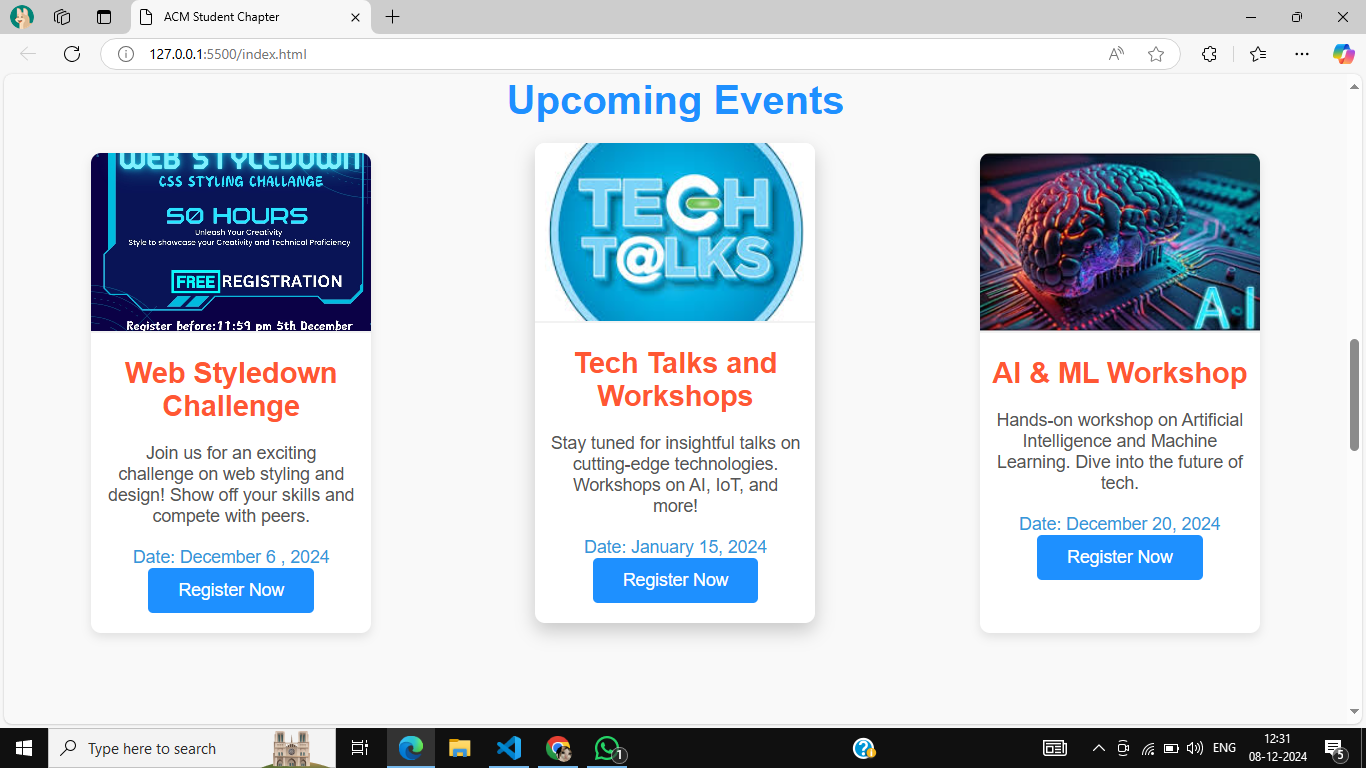 ACM Student Chapter
127.0.0.1:5500/index.html
Upcoming Events
WEB STYLEDOWN
CSS STYLING CHALLANGE
50 HOURS
Unleash Your Creativity
Style to showcase your Creativity and Technical Proficiency
FREE REGISTRATION
Register before:11:59 pm 5th December
Web Styledown
Challenge
Join us for an exciting
challenge on web styling and
design! Show off your skills and
compete with peers.
Date: December 6 , 2024
Register Now
TECH
T@LKS
Tech Talks and
Workshops
Stay tuned for insightful talks on
cutting-edge technologies.
Workshops on AI, IoT, and
more!
Date: January 15, 2024
Register Now
AI
AI & ML Workshop
Hands-on workshop on Artificial
Intelligence and Machine
Learning. Dive into the future of
tech.
Date: December 20, 2024
Register Now
Type here to search
1
ENG
12:31
08-12-2024
5